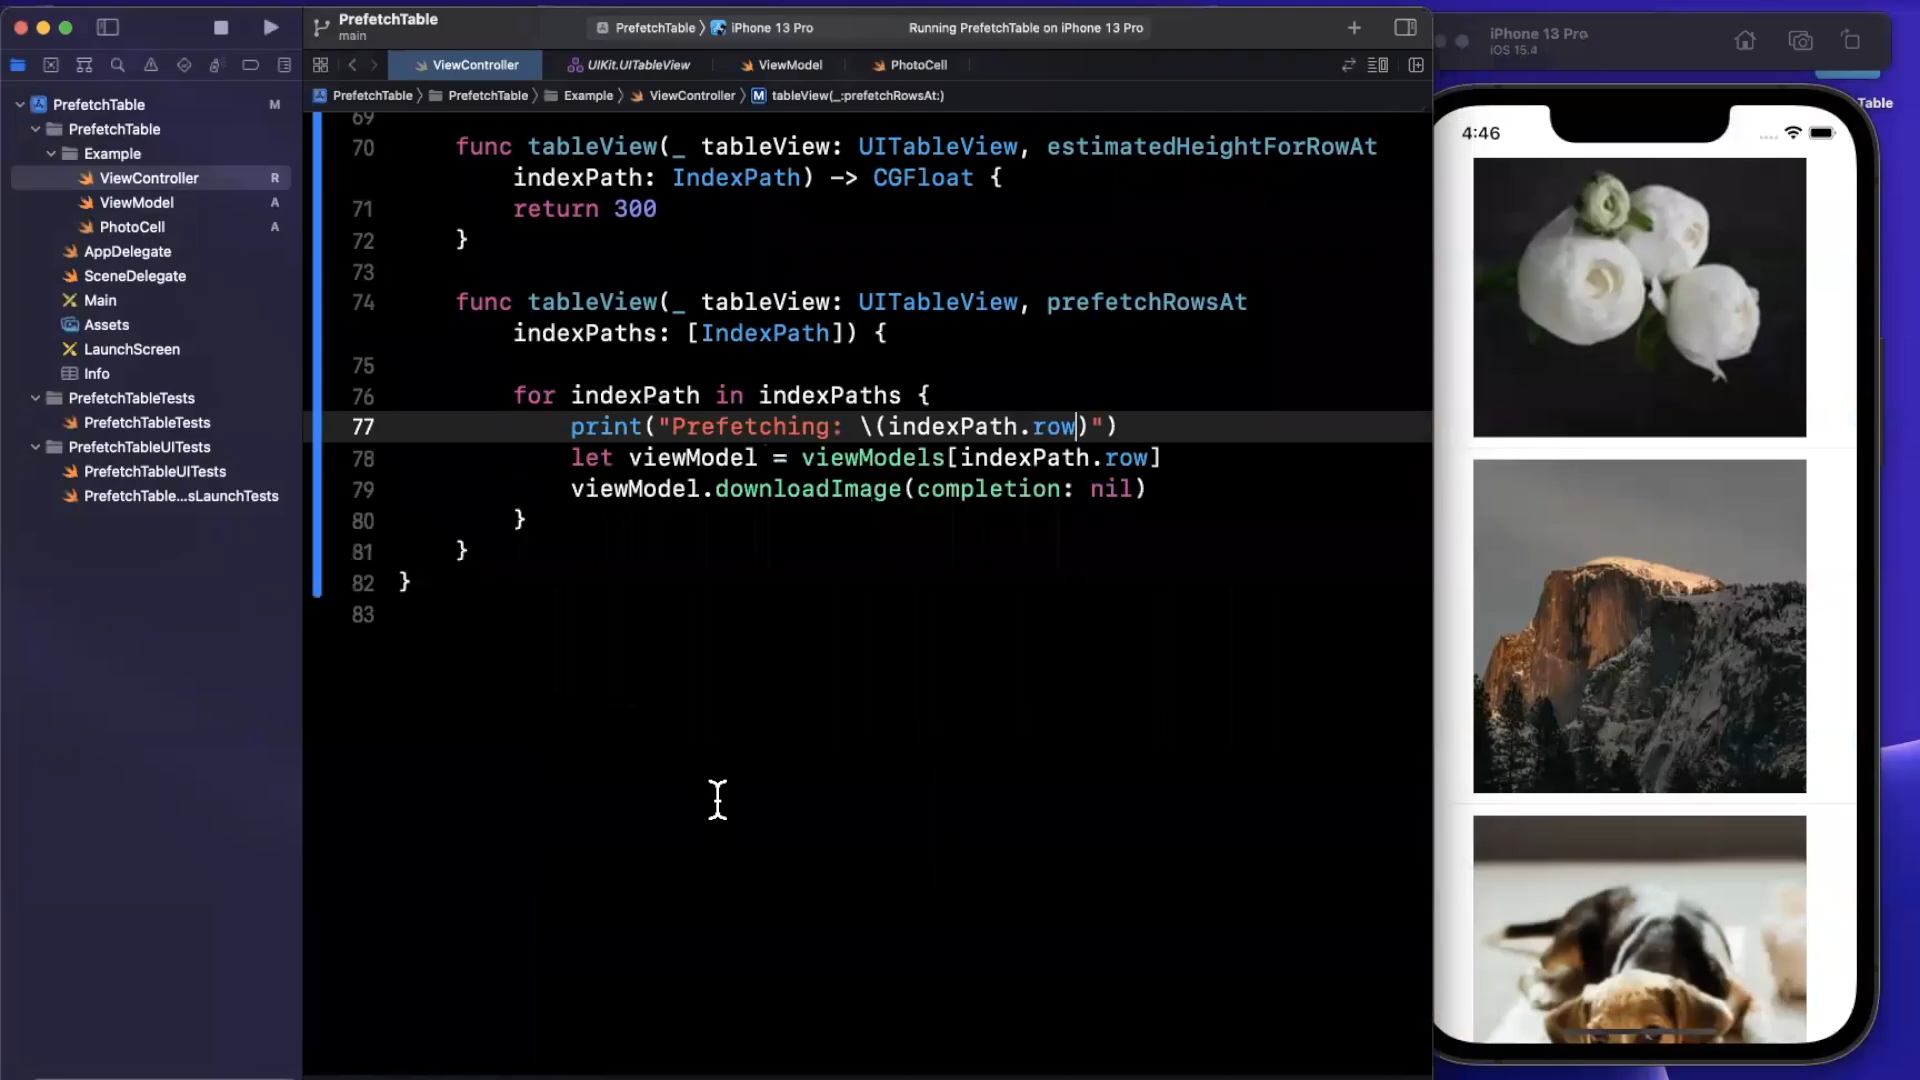 PrefetchTable
main
PrefetchTable
iPhone 13 Pro
Running PrefetchTable on iPhone 13 Pro
iPhone 13 Pro
iOS 15.4
ViewController
UIKit.UITableView
ViewModel
PhotoCell
PrefetchTable
PrefetchTable
Example
ViewController
M
tableView(_:prefetchRowsAt:)
Table
PrefetchTable
M
PrefetchTable
Example
ViewController
R
ViewModel
A
PhotoCell
A
AppDelegate
SceneDelegate
Main
Assets
LaunchScreen
Info
PrefetchTableTests
PrefetchTableTests
PrefetchTableUITests
PrefetchTableUITests
PrefetchTable...sLaunchTests
69
70 func tableView(_ tableView: UITableView, estimatedHeightForRowAt
indexPath: IndexPath) -> CGFloat {
71 return 300
72 }
73
74 func tableView(_ tableView: UITableView, prefetchRowsAt
indexPaths: [IndexPath]) {
75
76 for indexPath in indexPaths {
77 print("Prefetching: \(indexPath.row)")
78 let viewModel = viewModels[indexPath.row]
79 viewModel.downloadImage(completion: nil)
80 }
81 }
82 }
83
4:46